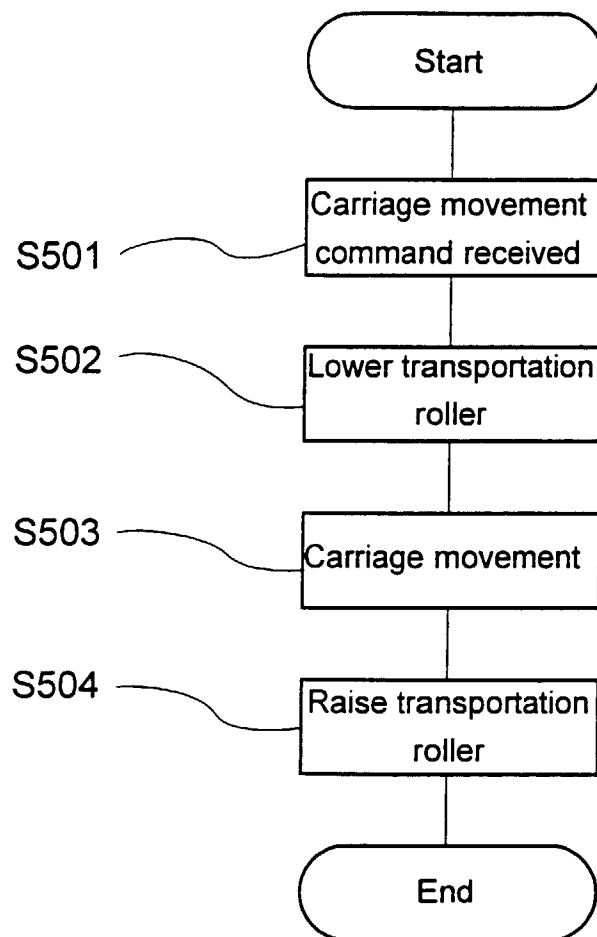 Start
Carriage movement
command received
S501
S502
Lower transportation
roller
S503
Carriage movement
S504
Raise transportation
roller
End